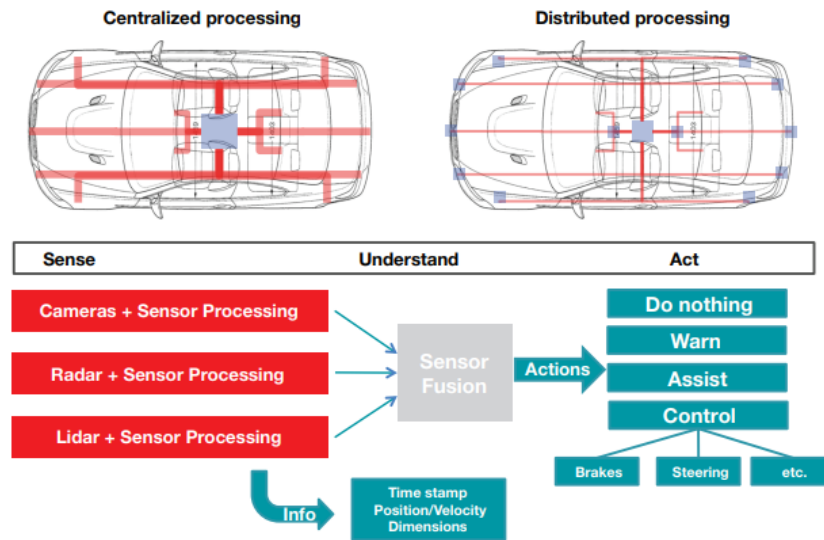 Centralized processing
Distributed processing
1403
Sense
Understand
Act
Cameras + Sensor Processing
Radar + Sensor Processing
Lidar + Sensor Processing
Sensor
Fusion
Actions
Do nothing
Warn
Assist
Control
Brakes
Steering
etc.
Info
Time stamp
Position/Velocity
Dimensions